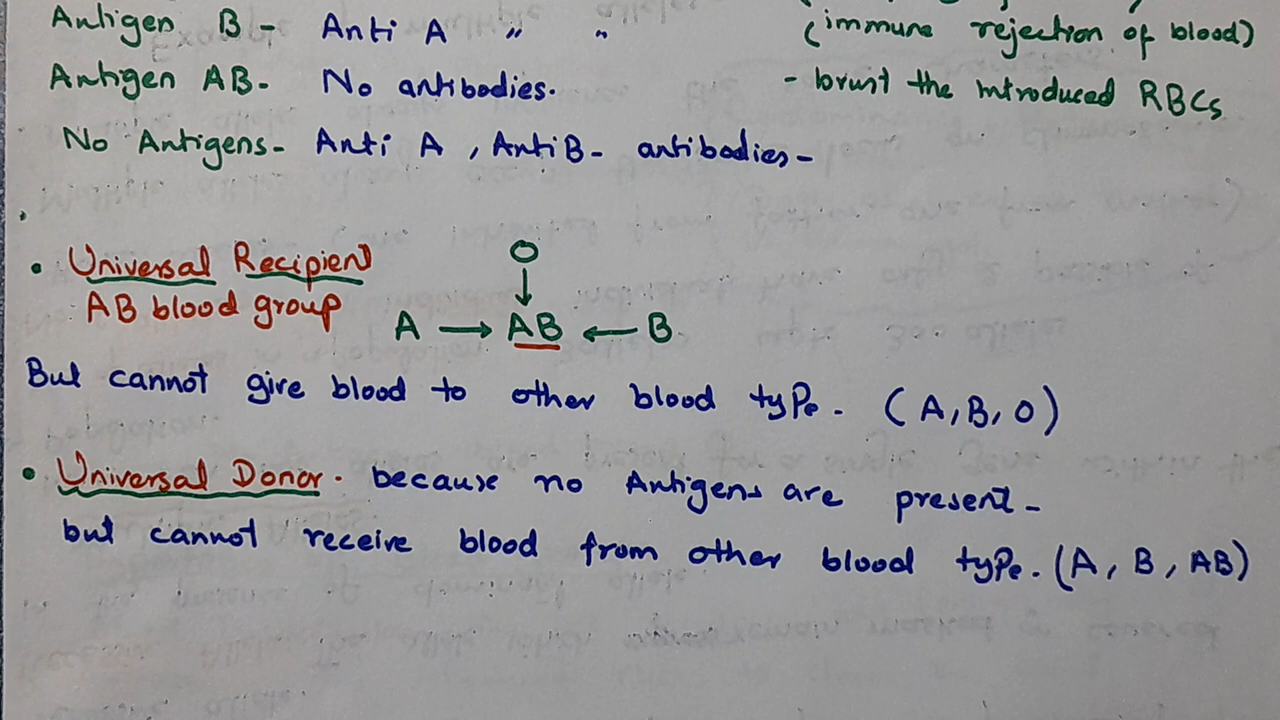 Antigen B - Anti A " "
(immune rejection of blood)
Antigen AB - No antibodies.
- brust the introduced RBCs
No Antigens - Anti A , Anti B - antibodies -
• Universal Recipient
AB blood group
O
A → AB ← B
But cannot give blood to other blood type. (A, B, O)
• Universal Donor. because no Antigens are present -
but cannot receive blood from other blood type. (A, B, AB)